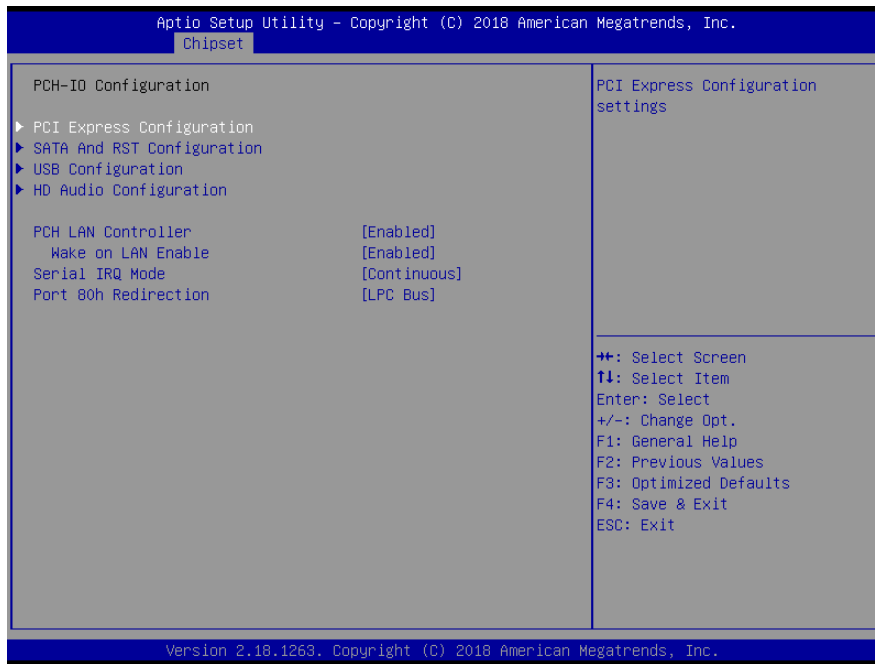 Aptio Setup Utility – Copyright (C) 2018 American Megatrends, Inc.
Chipset
PCH-IO Configuration
PCI Express Configuration
SATA And RST Configuration
USB Configuration
HD Audio Configuration
PCH LAN Controller [Enabled]
Wake on LAN Enable [Enabled]
Serial IRQ Mode [Continuous]
Port 80h Redirection [LPC Bus]
PCI Express Configuration
settings
→←: Select Screen
↑↓: Select Item
Enter: Select
+/-: Change Opt.
F1: General Help
F2: Previous Values
F3: Optimized Defaults
F4: Save & Exit
ESC: Exit
Version 2.18.1263. Copyright (C) 2018 American Megatrends, Inc.